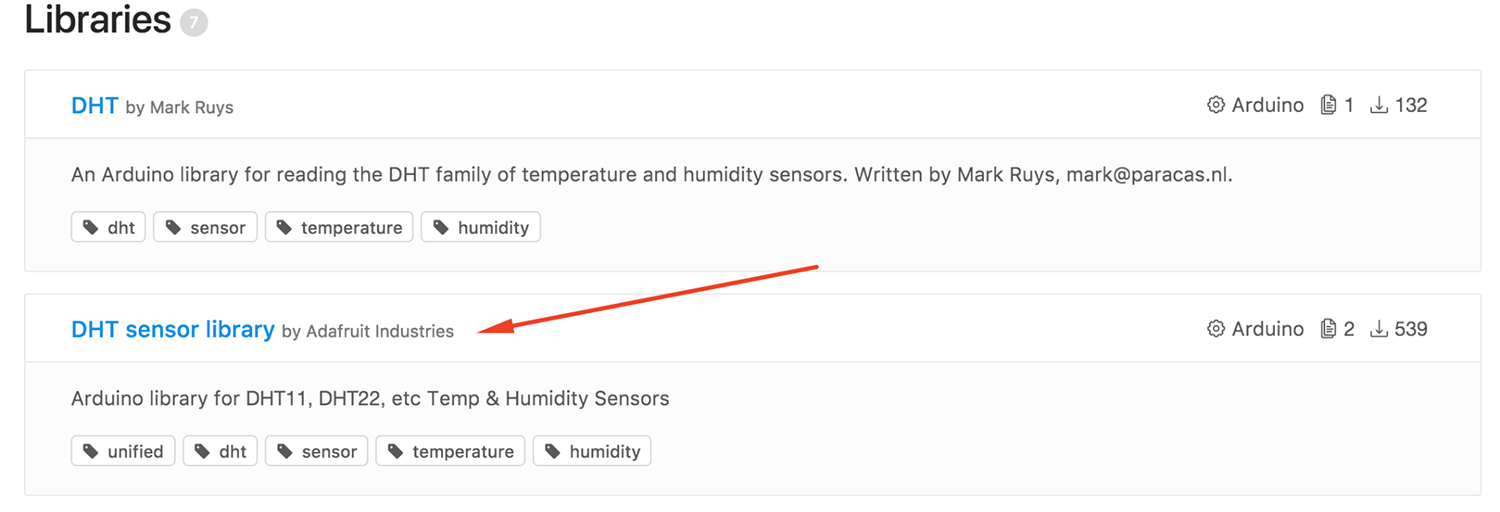 Libraries 7
DHT by Mark Ruys Arduino 1 132
An Arduino library for reading the DHT family of temperature and humidity sensors. Written by Mark Ruys, mark@paracas.nl.
dht sensor temperature humidity
DHT sensor library by Adafruit Industries Arduino 2 539
Arduino library for DHT11, DHT22, etc Temp & Humidity Sensors
unified dht sensor temperature humidity